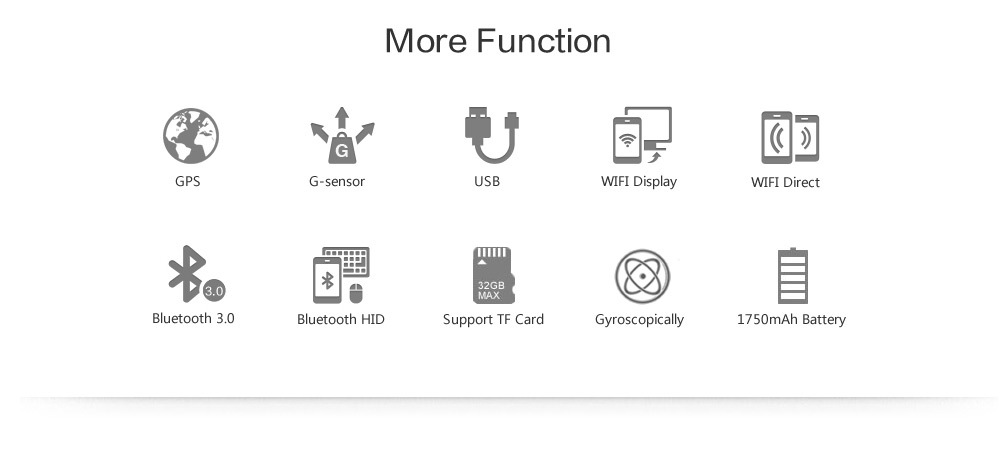 More Function
GPS
G
G-sensor
USB
WIFI Display
WIFI Direct
3.0
Bluetooth 3.0
Bluetooth HID
32GB
MAX
Support TF Card
Gyroscopically
1750mAh Battery